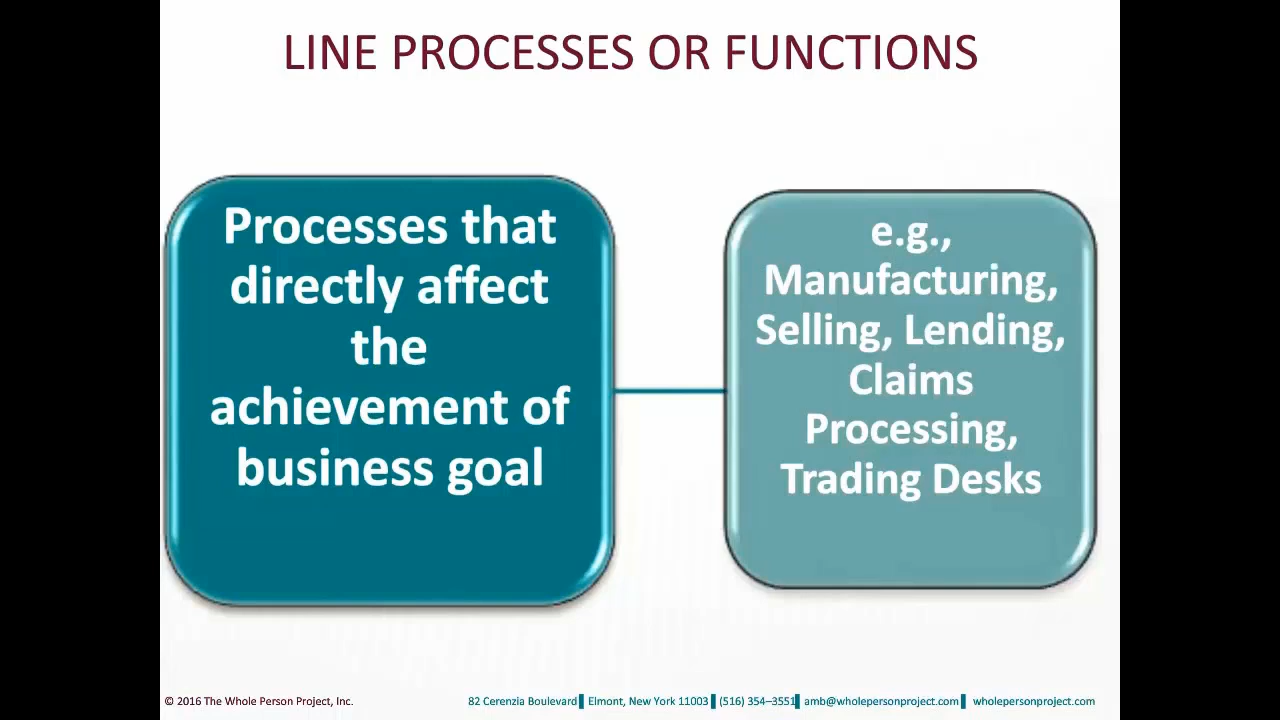 LINE PROCESSES OR FUNCTIONS
Processes that
directly affect
the
achievement of
business goal
e.g.,
Manufacturing,
Selling, Lending,
Claims
Processing,
Trading Desks
© 2016 The Whole Person Project, Inc.
82 Cerenzia Boulevard▌ Elmont, New York 11003 ▌(516) 354–3551▌ amb@wholepersonproject.com ▌ wholepersonproject.com